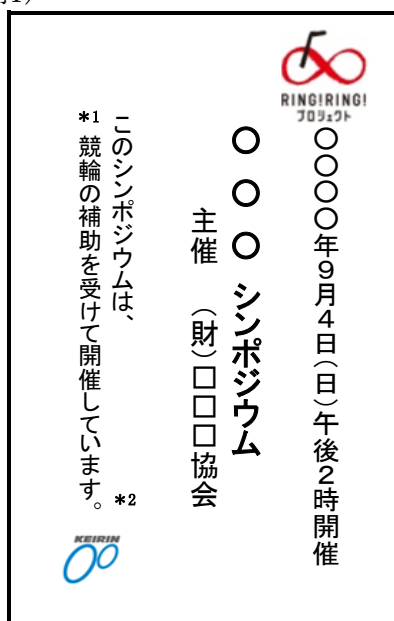 RING!RING!
プロジェクト
〇〇〇〇年9月4日(日)午後2時開催
〇〇〇シンポジウム
主催 (財)□□□協会
このシンポジウムは、
*1 競輪の補助を受けて開催しています。 *2
KEIRIN